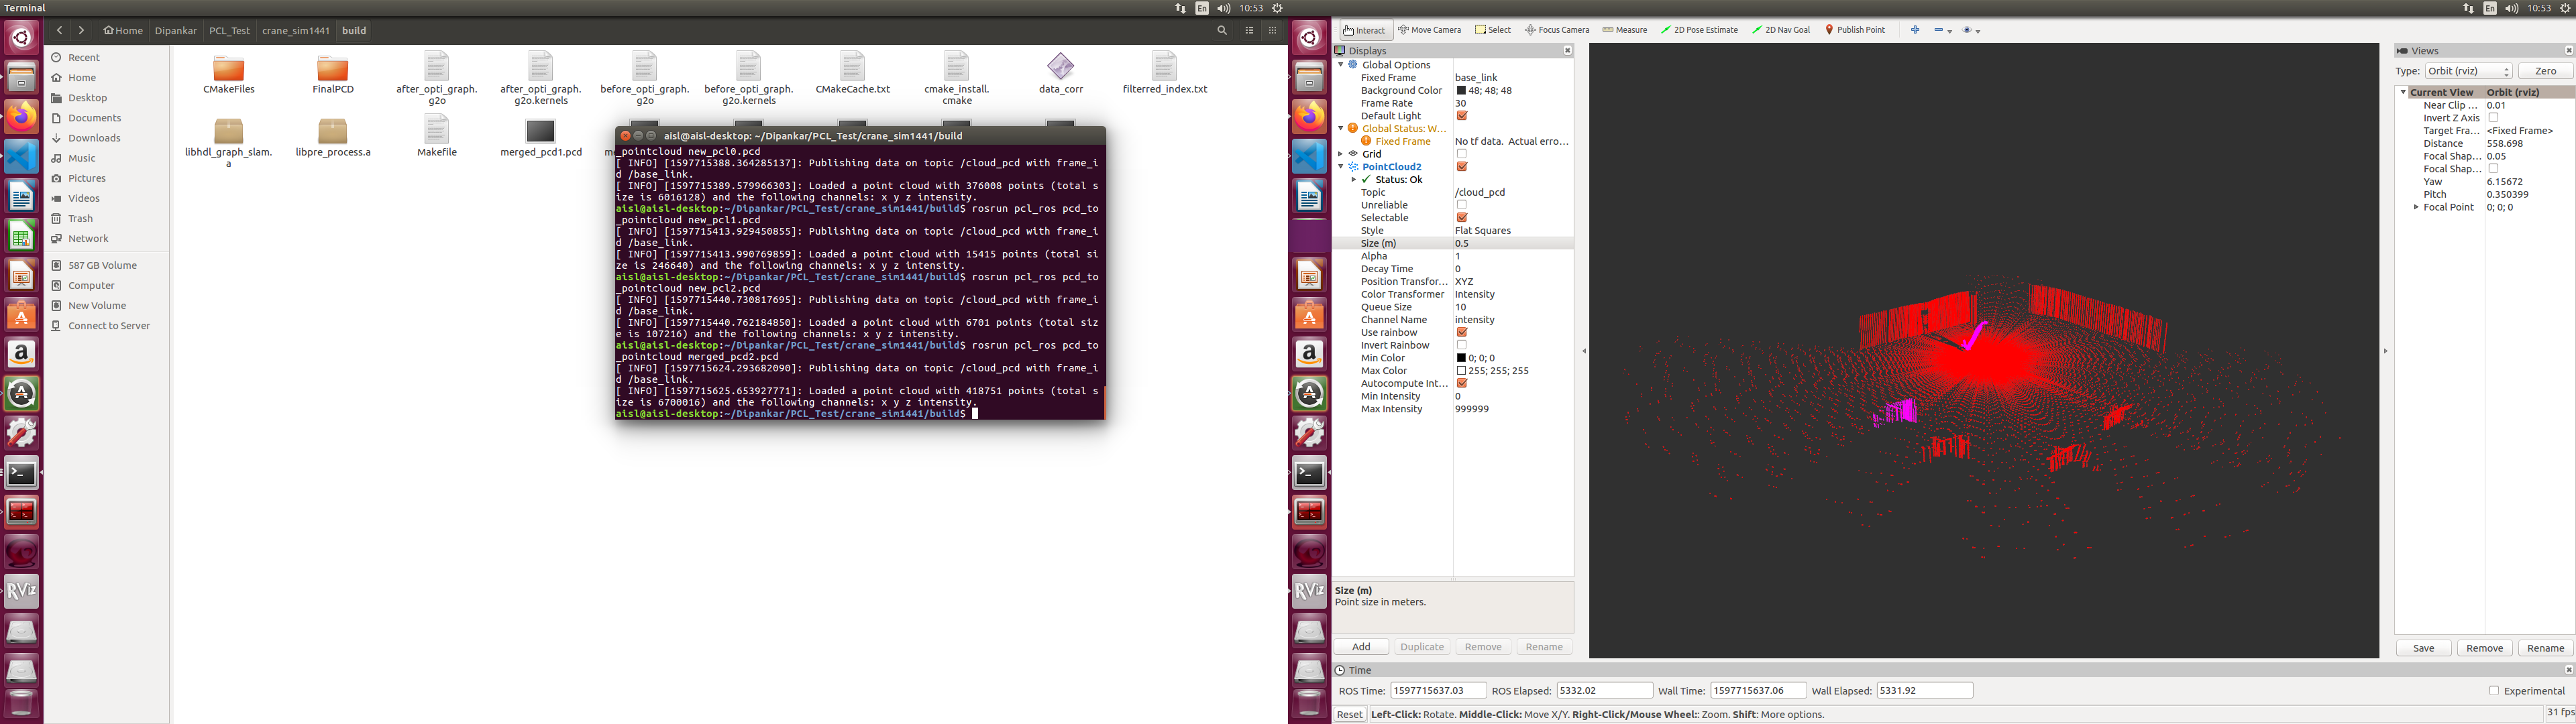 Terminal
En
10:53
Home
Dipankar
PCL_Test
crane_sim1441
build
Recent
Home
Desktop
Documents
Downloads
Music
Pictures
Videos
Trash
Network
587 GB Volume
Computer
New Volume
Connect to Server
CMakeFiles
FinalPCD
after_opti_graph.
g2o
after_opti_graph.
g2o.kernels
before_opti_graph.
g2o
before_opti_graph.
g2o.kernels
CMakeCache.txt
cmake_install.
cmake
data_corr
filterred_index.txt
libhdl_graph_slam.
a
libpre_process.a
Makefile
merged_pcd1.pcd
aisl@aisl-desktop: ~/Dipankar/PCL_Test/crane_sim1441/build
_pointcloud new_pcl0.pcd
[ INFO] [1597715388.364285137]: Publishing data on topic /cloud_pcd with frame_i
d /base_link.
[ INFO] [1597715389.579966303]: Loaded a point cloud with 376008 points (total s
ize is 6016128) and the following channels: x y z intensity.
aisl@aisl-desktop:~/Dipankar/PCL_Test/crane_sim1441/build$ rosrun pcl_ros pcd_to
_pointcloud new_pcl1.pcd
[ INFO] [1597715413.929450855]: Publishing data on topic /cloud_pcd with frame_i
d /base_link.
[ INFO] [1597715413.990769859]: Loaded a point cloud with 15415 points (total si
ze is 246640) and the following channels: x y z intensity.
aisl@aisl-desktop:~/Dipankar/PCL_Test/crane_sim1441/build$ rosrun pcl_ros pcd_to
_pointcloud new_pcl2.pcd
[ INFO] [1597715440.730817695]: Publishing data on topic /cloud_pcd with frame_i
d /base_link.
[ INFO] [1597715440.762184850]: Loaded a point cloud with 6701 points (total siz
e is 107216) and the following channels: x y z intensity.
aisl@aisl-desktop:~/Dipankar/PCL_Test/crane_sim1441/build$ rosrun pcl_ros pcd_to
_pointcloud merged_pcd2.pcd
[ INFO] [1597715624.293682090]: Publishing data on topic /cloud_pcd with frame_i
d /base_link.
[ INFO] [1597715625.653927771]: Loaded a point cloud with 418751 points (total s
ize is 6700016) and the following channels: x y z intensity.
aisl@aisl-desktop:~/Dipankar/PCL_Test/crane_sim1441/build$
RViz
En
10:53
Interact Move Camera Select Focus Camera Measure 2D Pose Estimate 2D Nav Goal Publish Point
Displays
Global Options
Fixed Frame base_link
Background Color 48; 48; 48
Frame Rate 30
Default Light
Global Status: W...
Fixed Frame No tf data. Actual erro...
Grid
PointCloud2
Status: Ok
Topic /cloud_pcd
Unreliable
Selectable
Style Flat Squares
Size (m) 0.5
Alpha 1
Decay Time 0
Position Transfor... XYZ
Color Transformer Intensity
Queue Size 10
Channel Name intensity
Use rainbow
Invert Rainbow
Min Color 0; 0; 0
Max Color 255; 255; 255
Autocompute Int...
Min Intensity 0
Max Intensity 999999
Size (m)
Point size in meters.
Add Duplicate Remove Rename
Views
Type: Orbit (rviz) Zero
Current View Orbit (rviz)
Near Clip ... 0.01
Invert Z Axis
Target Fra... <Fixed Frame>
Distance 558.698
Focal Shap... 0.05
Focal Shap...
Yaw 6.15672
Pitch 0.350399
Focal Point 0; 0; 0
Save Remove Rename
RViz
Time
ROS Time: 1597715637.03 ROS Elapsed: 5332.02 Wall Time: 1597715637.06 Wall Elapsed: 5331.92 Experimental
Reset Left-Click: Rotate. Middle-Click: Move X/Y. Right-Click/Mouse Wheel:: Zoom. Shift: More options. 31 fps